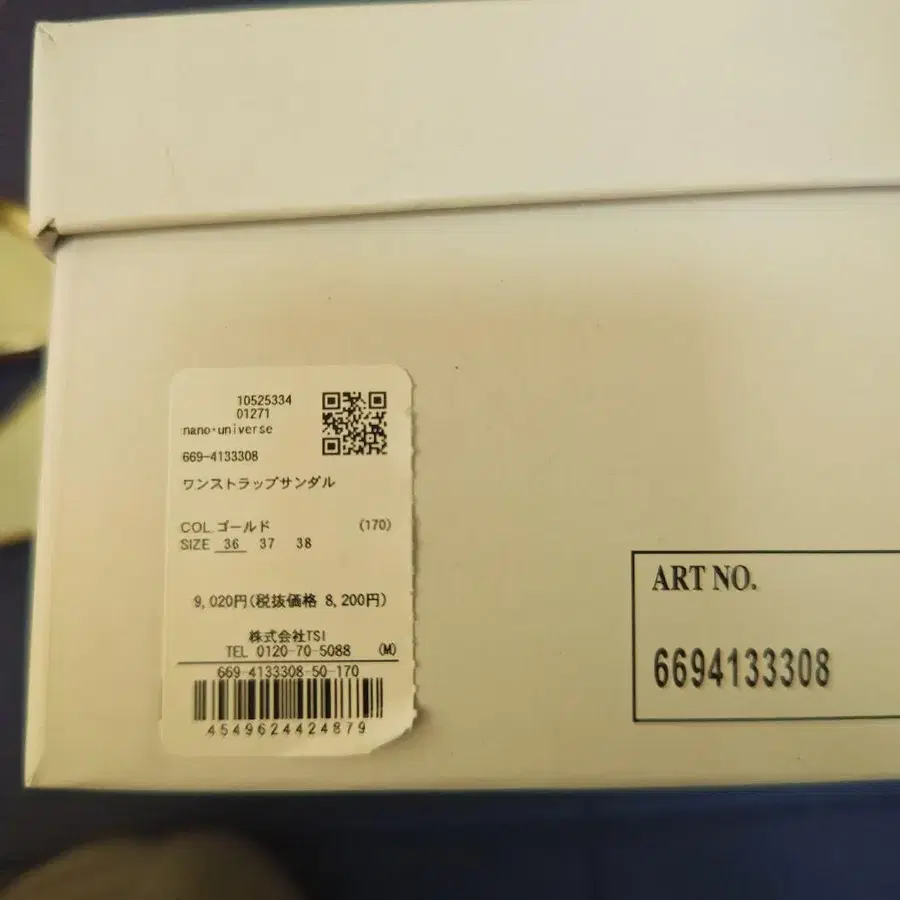 10525334
01271
nano・universe
669-4133308
ワンストラップサンダル
COL.ゴールド (170)
SIZE 36 37 38
9,020円(税抜価格 8,200円)
株式会社TSI
TEL 0120-70-5088 (M)
669-4133308-50-170
4549624424879
ART NO.
6694133308